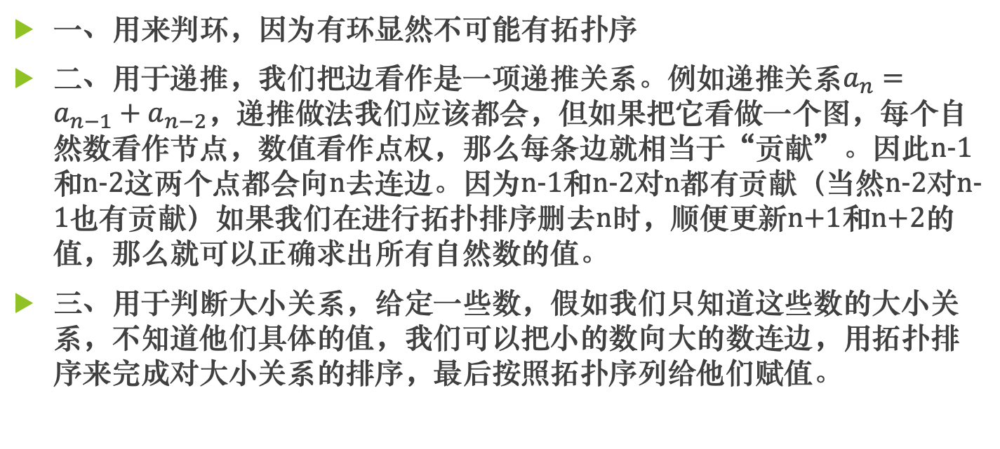 一、用来判环，因为有环显然不可能有拓扑序
二、用于递推，我们把边看作是一项递推关系。例如递推关系aₙ =
aₙ₋₁ + aₙ₋₂，递推做法我们应该都会，但如果把它看做一个图，每个自
然数看作节点，数值看作点权，那么每条边就相当于“贡献”。因此n-1
和n-2这两个点都会向n去连边。因为n-1和n-2对n都有贡献（当然n-2对n-
1也有贡献）如果我们在进行拓扑排序删去n时，顺便更新n+1和n+2的
值，那么就可以正确求出所有自然数的值。
三、用于判断大小关系，给定一些数，假如我们只知道这些数的大小关
系，不知道他们具体的值，我们可以把小的数向大的数连边，用拓扑排
序来完成对大小关系的排序，最后按照拓扑序列给他们赋值。